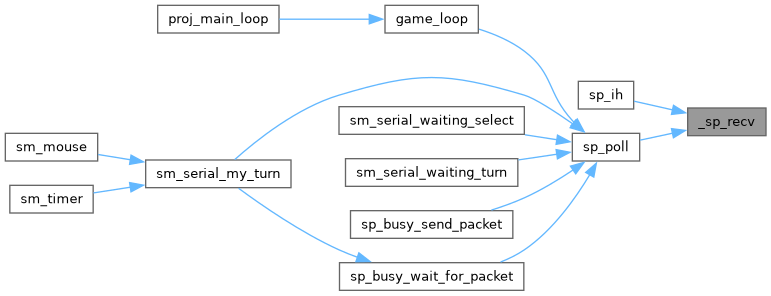 proj_main_loop
game_loop
sp_ih
_sp_recv
sm_serial_waiting_select
sp_poll
sm_mouse
sm_serial_my_turn
sm_serial_waiting_turn
sm_timer
sp_busy_send_packet
sp_busy_wait_for_packet